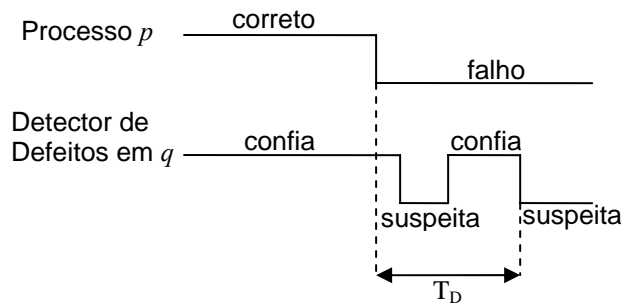 correto
Processo p
falho
Detector de
Defeitos em q
confia
confia
suspeita
suspeita
T_D